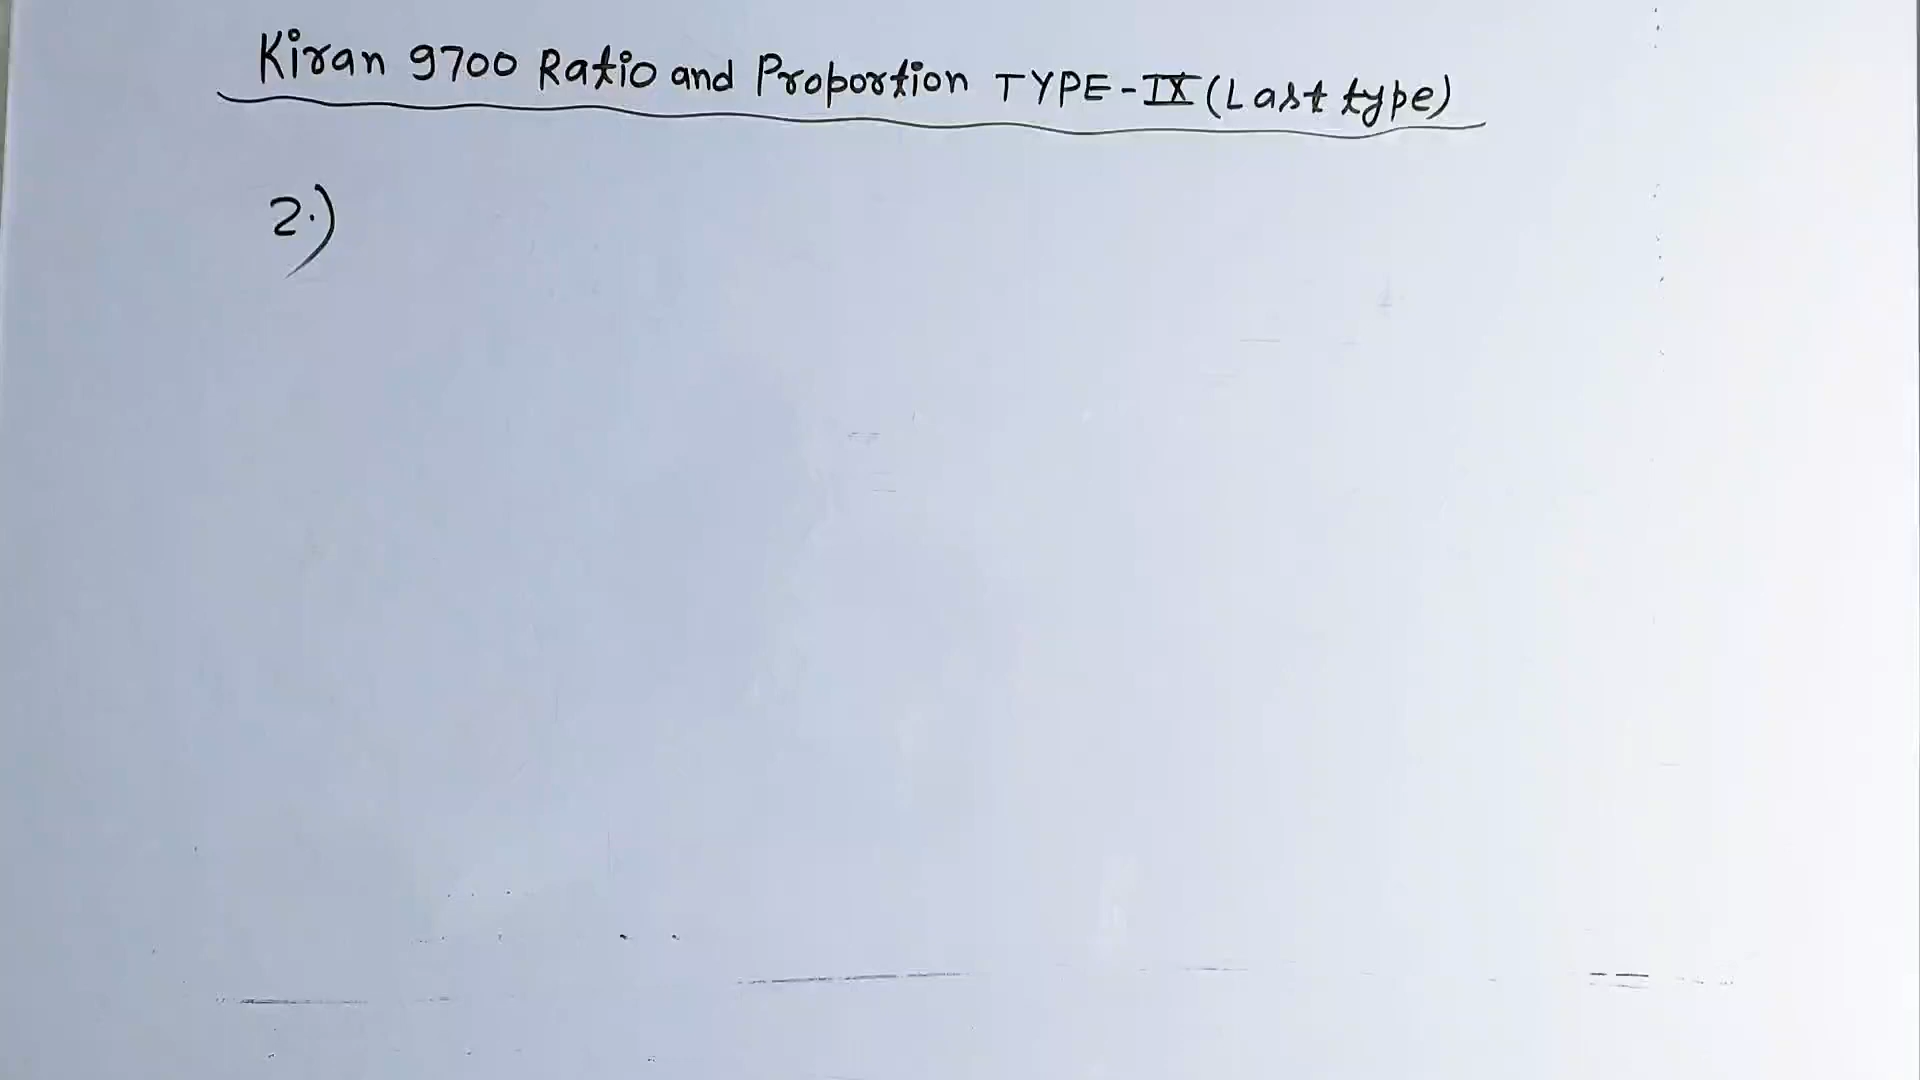 Kiran 9700 Ratio and Proportion TYPE-IX (Last type)
2.)